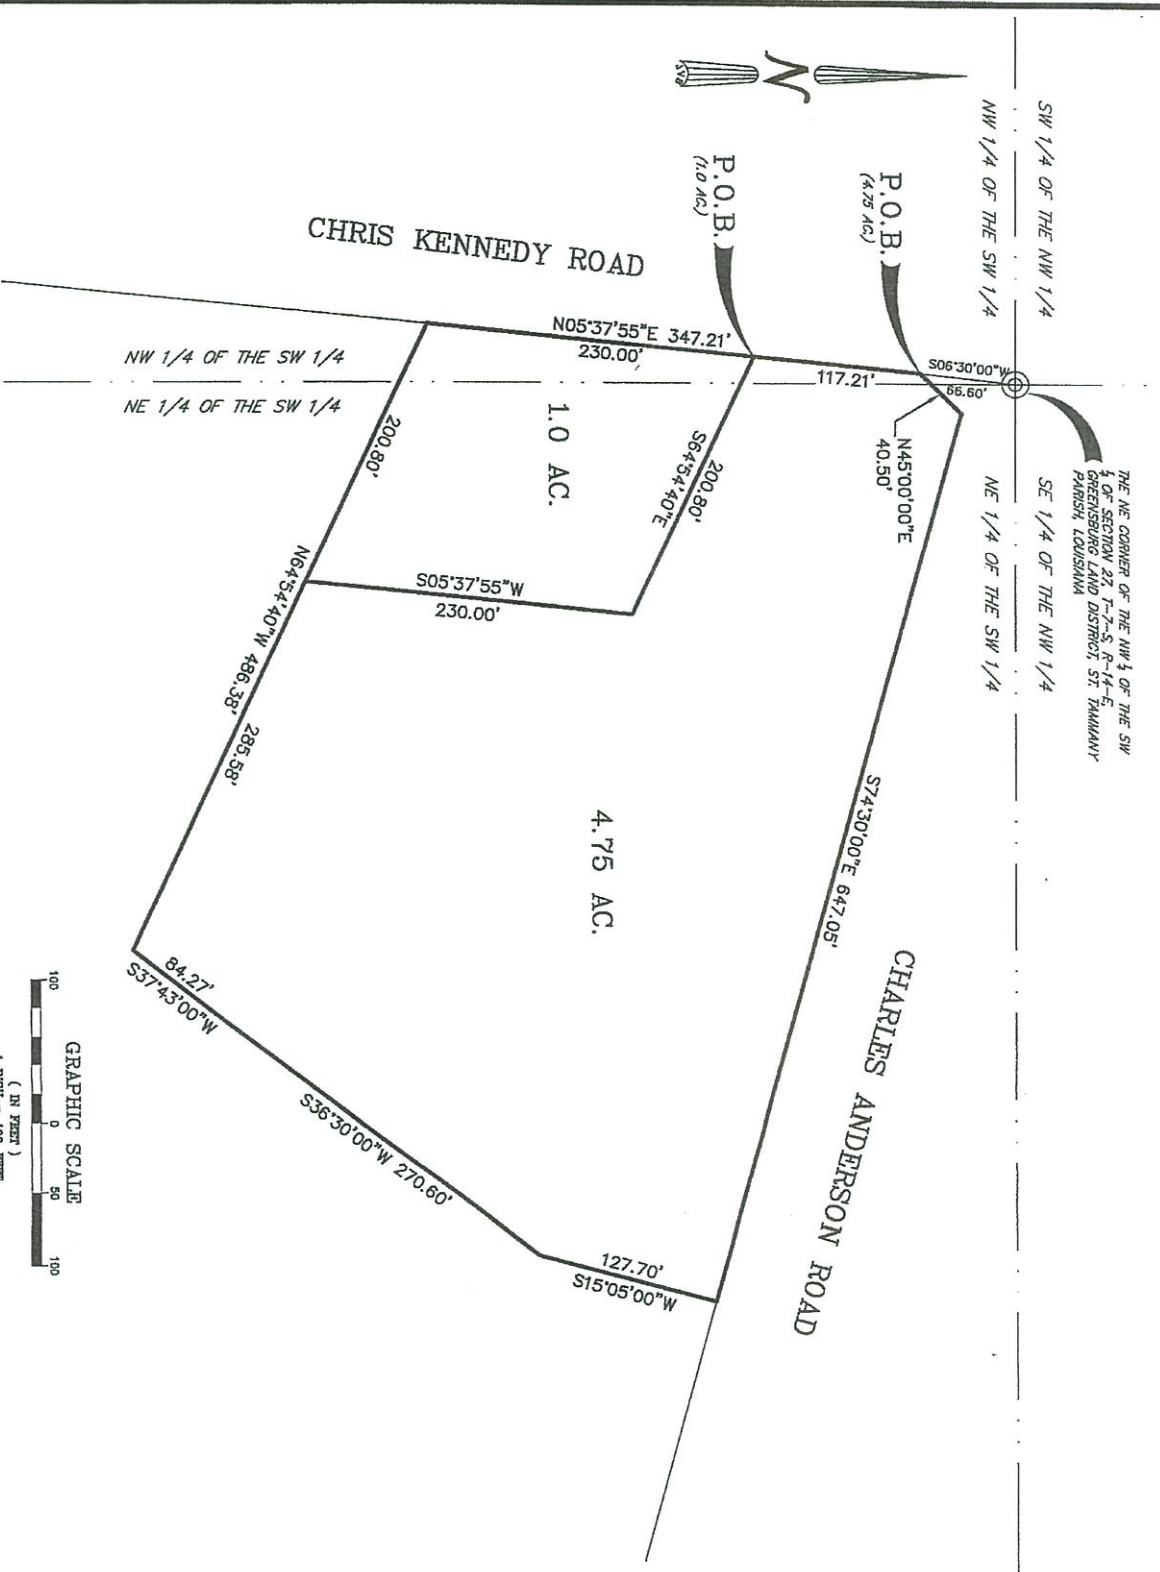 SW 1/4 OF THE NW 1/4
NW 1/4 OF THE SW 1/4
SE 1/4 OF THE NW 1/4
NE 1/4 OF THE SW 1/4
THE NE CORNER OF THE NW ¼ OF THE SW
¼ OF SECTION 27, T-7-S, R-14-E,
GREENSBURG LAND DISTRICT, ST. TAMMANY
PARISH, LOUISIANA
N
P.O.B.
(4.75 AC.)
P.O.B.
(1.0 AC.)
S06°30'00"W
66.60'
N45°00'00"E
40.50'
117.21'
CHRIS KENNEDY ROAD
N05°37'55"E 347.21'
230.00'
NW 1/4 OF THE SW 1/4
NE 1/4 OF THE SW 1/4
1.0 AC.
200.80'
S64°54'40"E
S05°37'55"W
230.00'
200.80'
N64°54'40"W 486.38'
285.58'
4.75 AC.
S74°30'00"E 647.05'
CHARLES ANDERSON ROAD
127.70'
S15°05'00"W
S36°30'00"W 270.60'
84.27'
S37°43'00"W
GRAPHIC SCALE
100 0 50 100
( IN FEET )